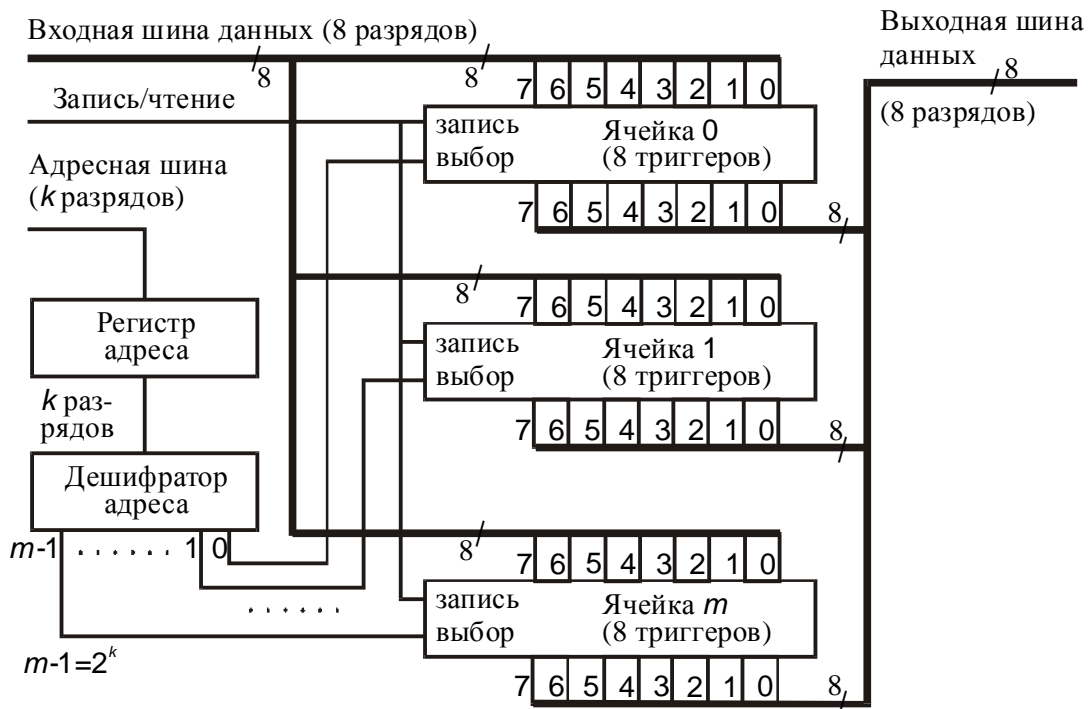 Входная шина данных (8 разрядов)
8
8
7 6 5 4 3 2 1 0
Выходная шина
данных
8
(8 разрядов)
Запись/чтение
запись
выбор
Ячейка 0
(8 триггеров)
7 6 5 4 3 2 1 0
8
Адресная шина
(k разрядов)
Регистр
адреса
k раз-
рядов
Дешифратор
адреса
m-1 . . . . . . 1 0
. . . . . .
m-1=2^k
8
7 6 5 4 3 2 1 0
запись
выбор
Ячейка 1
(8 триггеров)
7 6 5 4 3 2 1 0
8
8
7 6 5 4 3 2 1 0
запись
выбор
Ячейка m
(8 триггеров)
7 6 5 4 3 2 1 0
8